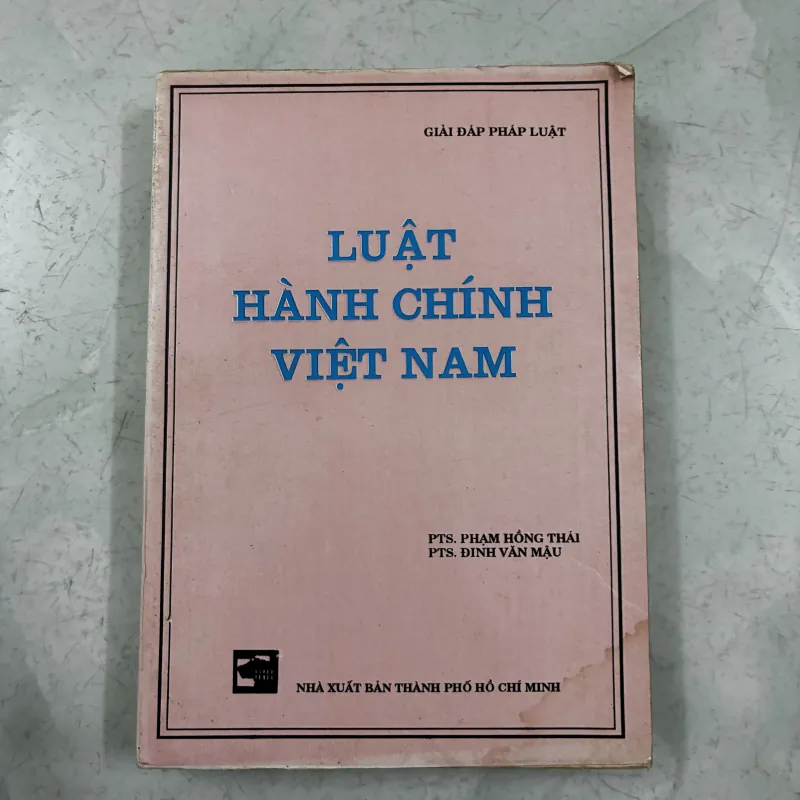 GIẢI ĐÁP PHÁP LUẬT
LUẬT
HÀNH CHÍNH
VIỆT NAM
PTS. PHẠM HỒNG THÁI
PTS. ĐINH VĂN MẬU
NHÀ XUẤT BẢN THÀNH PHỐ HỒ CHÍ MINH